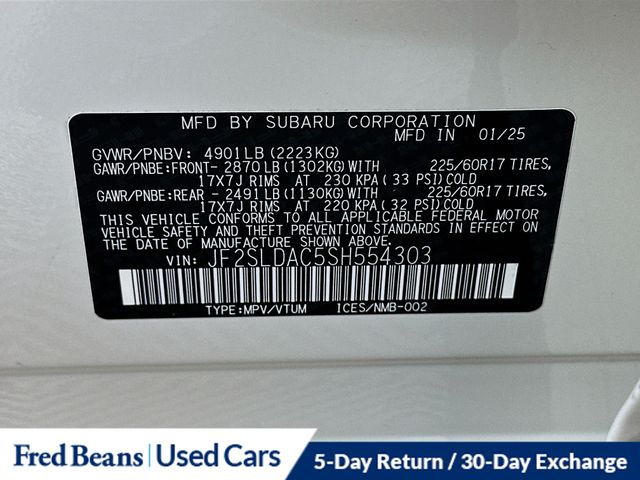 MFD BY SUBARU CORPORATION
MFD IN 01/25
GVWR/PNBV: 4901LB (2223KG)
GAWR/PNBE:FRONT- 2870LB (1302KG)WITH 225/60R17 TIRES,
17X7J RIMS AT 230 KPA (33 PSI)COLD
GAWR/PNBE:REAR - 2491LB (1130KG)WITH 225/60R17 TIRES,
17X7J RIMS AT 220 KPA (32 PSI)COLD
THIS VEHICLE CONFORMS TO ALL APPLICABLE FEDERAL MOTOR
VEHICLE SAFETY AND THEFT PREVENTION STANDARDS IN EFFECT ON
THE DATE OF MANUFACTURE SHOWN ABOVE.
VIN: JF2SLDAC5SH554303
TYPE:MPV/VTUM ICES/NMB-002
Fred Beans | Used Cars 5-Day Return / 30-Day Exchange